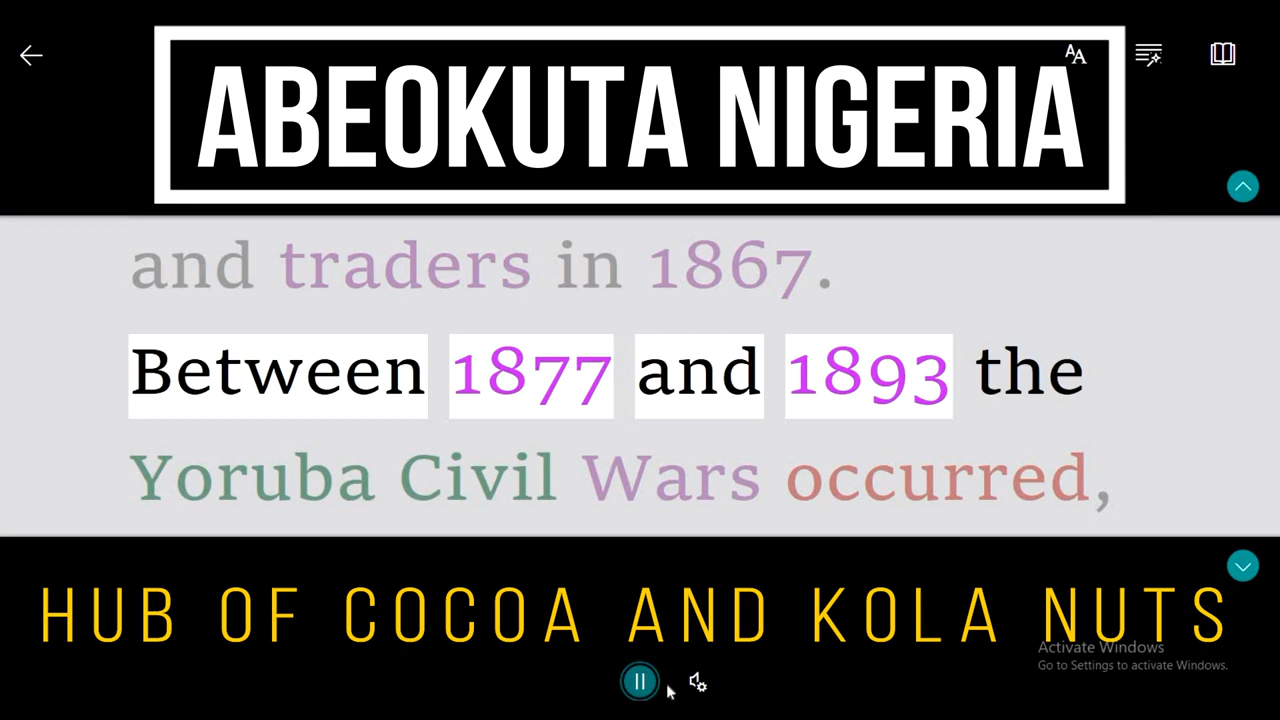 ABEOKUTA NIGERIA
and traders in 1867.
Between 1877 and 1893 the
Yoruba Civil Wars occurred,
HUB OF COCOA AND KOLA NUTS
Activate Windows
Go to Settings to activate Windows.